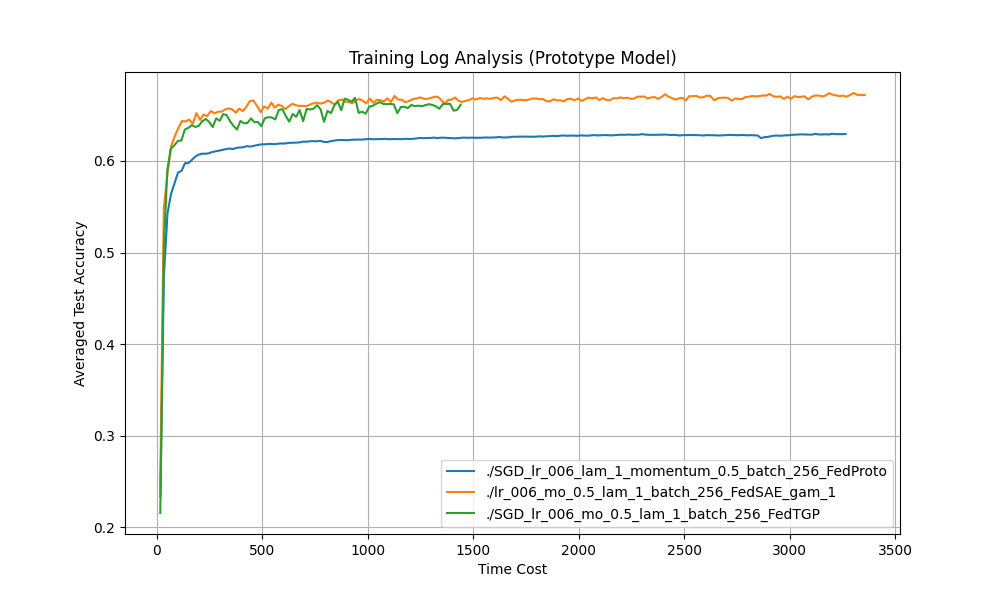 Training Log Analysis (Prototype Model)
Averaged Test Accuracy
0.6
0.5
0.4
0.3
0.2
./SGD_lr_006_lam_1_momentum_0.5_batch_256_FedProto
./lr_006_mo_0.5_lam_1_batch_256_FedSAE_gam_1
./SGD_lr_006_mo_0.5_lam_1_batch_256_FedTGP
0 500 1000 1500 2000 2500 3000 3500
Time Cost